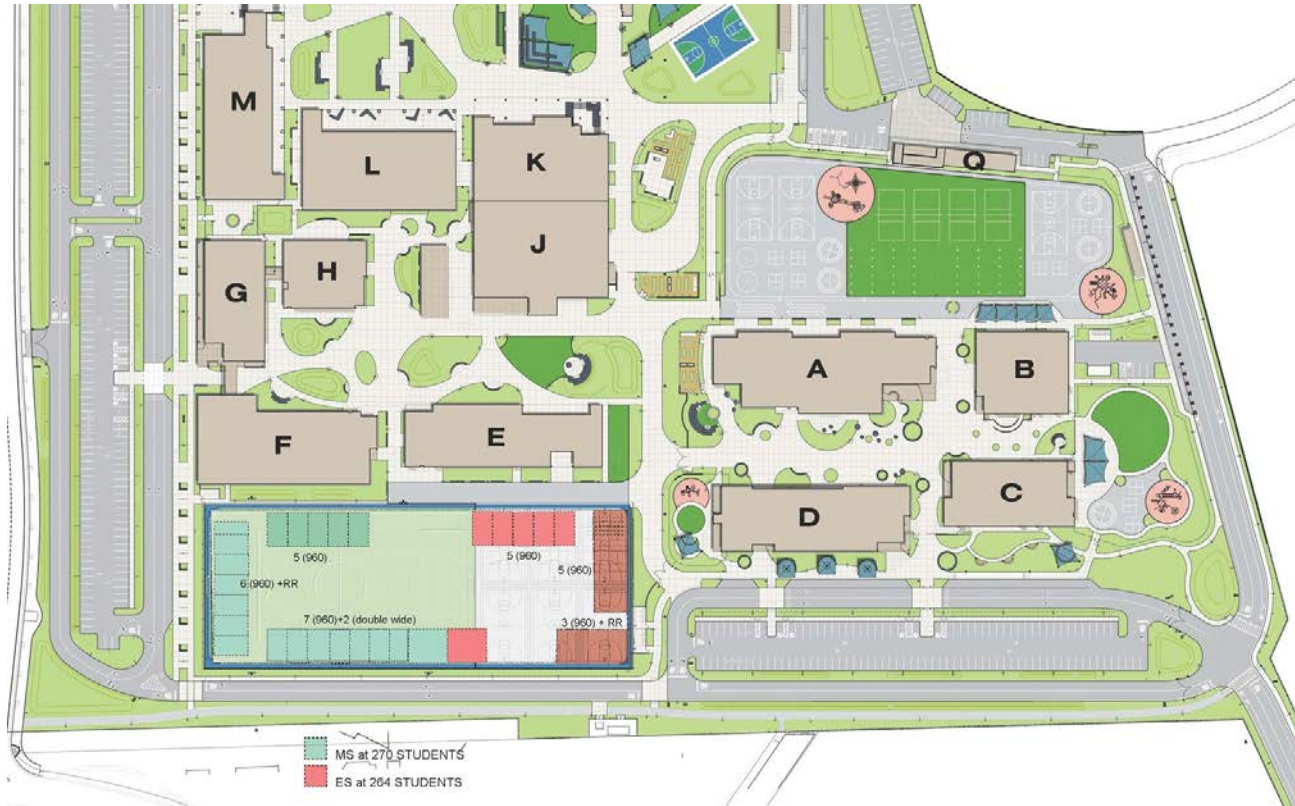 M
L
K
Q
J
H
G
A
B
F
E
C
D
5 (960)
5 (960)
5 (960)
6 (960) +RR
7 (960)+2 (double wide)
3 (960) + RR
MS at 270 STUDENTS
ES at 264 STUDENTS